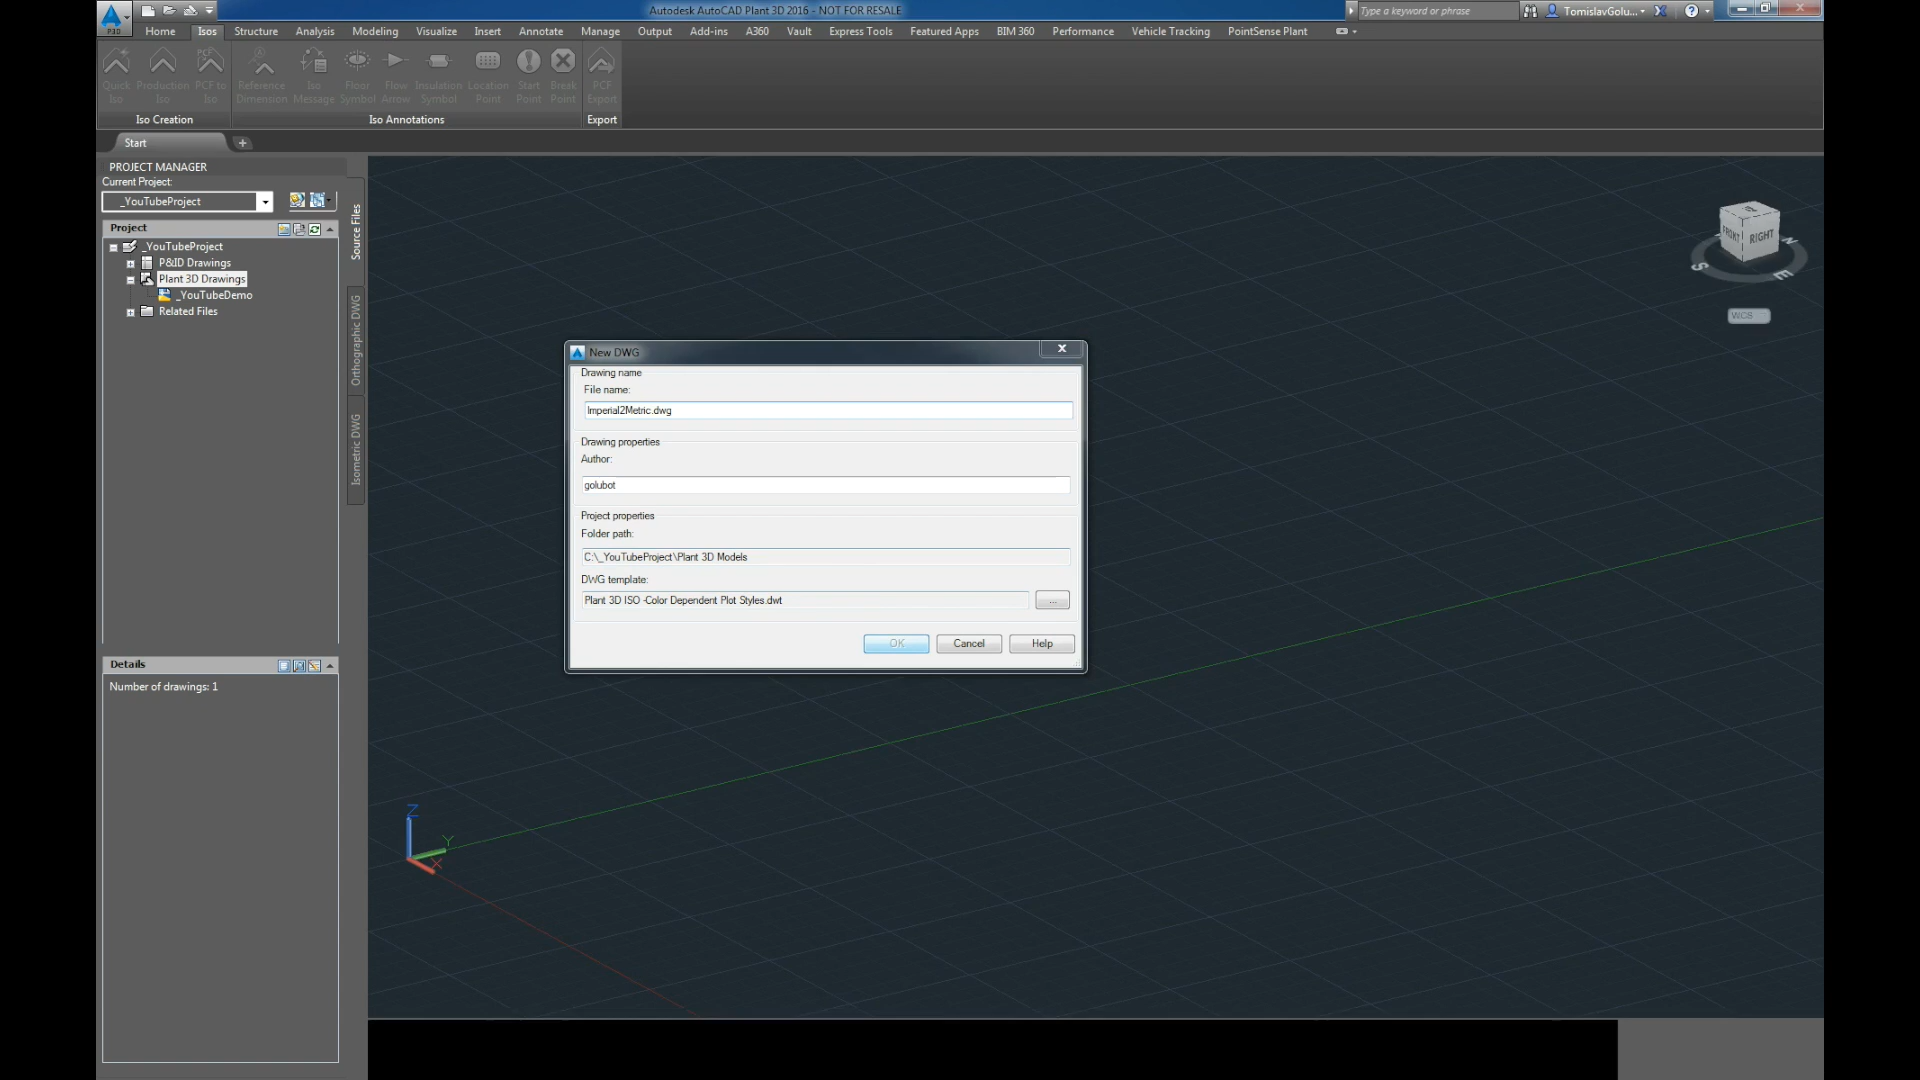 Autodesk AutoCAD Plant 3D 2016 - NOT FOR RESALE
Type a keyword or phrase
TomislavGolu...
P3D
Home Isos Structure Analysis Modeling Visualize Insert Annotate Manage Output Add-ins A360 Vault Express Tools Featured Apps BIM 360 Performance Vehicle Tracking PointSense Plant
Quick Iso
Production Iso
PCF to Iso
Reference Dimension
Iso Message
Floor Symbol
Flow Arrow
Insulation Symbol
Location Point
Start Point
Break Point
PCF Export
Iso Creation
Iso Annotations
Export
Start
PROJECT MANAGER
Current Project:
_YouTubeProject
Project
_YouTubeProject
P&ID Drawings
Plant 3D Drawings
_YouTubeDemo
Related Files
Source Files
Orthographic DWG
Isometric DWG
Details
Number of drawings: 1
New DWG
Drawing name
File name:
Imperial2Metric.dwg
Drawing properties
Author:
golubot
Project properties
Folder path:
C:\_YouTubeProject\Plant 3D Models
DWG template:
Plant 3D ISO -Color Dependent Plot Styles.dwt
...
OK
Cancel
Help
FRONT
RIGHT
N
S
E
WCS
Z
Y
X